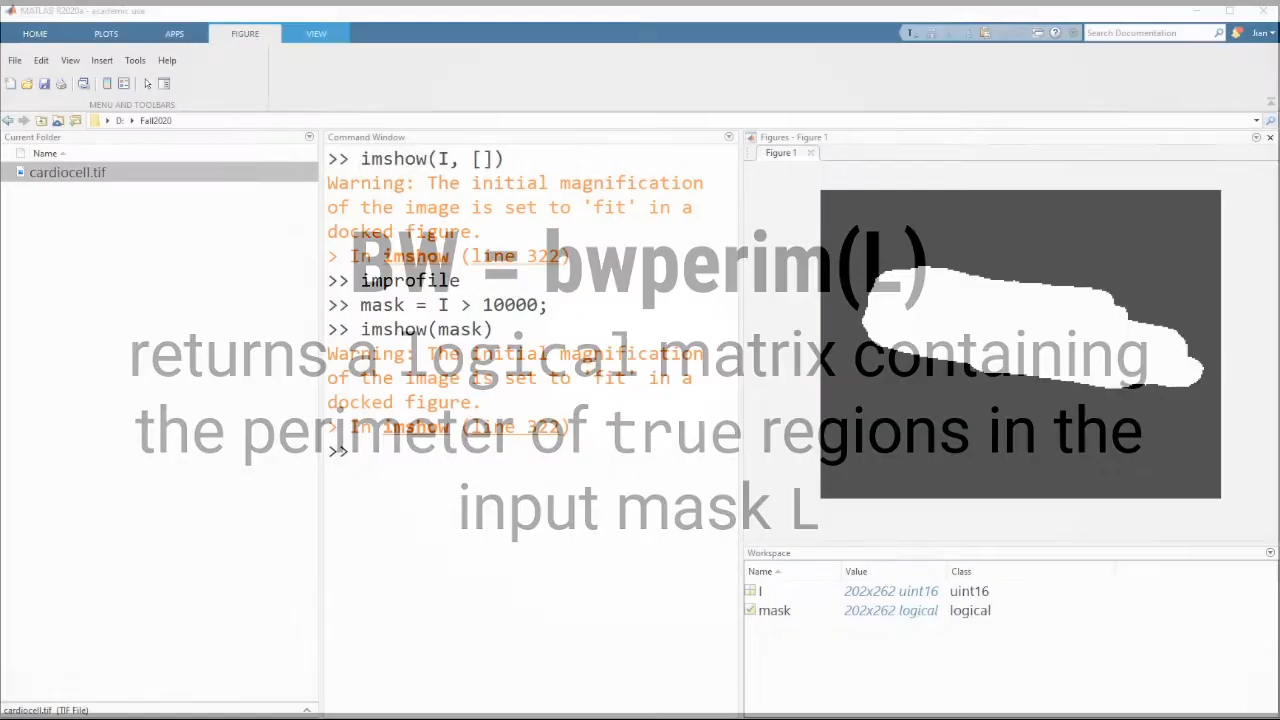 MATLAB R2020a - academic use
HOME PLOTS APPS FIGURE VIEW
Search Documentation
Jian
File Edit View Insert Tools Help
MENU AND TOOLBARS
D: Fall2020
Current Folder
Name
cardiocell.tif
cardiocell.tif (TIF File)
Command Window
>> imshow(I, [])
Warning: The initial magnification
of the image is set to 'fit' in a
docked figure.
> In imshow (line 322)
>> improfile
>> mask = I > 10000;
>> imshow(mask)
Warning: The initial magnification
of the image is set to 'fit' in a
docked figure.
> In imshow (line 322)
>>
Figures - Figure 1
Figure 1
Workspace
Name Value Class
I 202x262 uint16 uint16
mask 202x262 logical logical
BW = bwperim(L)
returns a logical matrix containing
the perimeter of true regions in the
input mask L